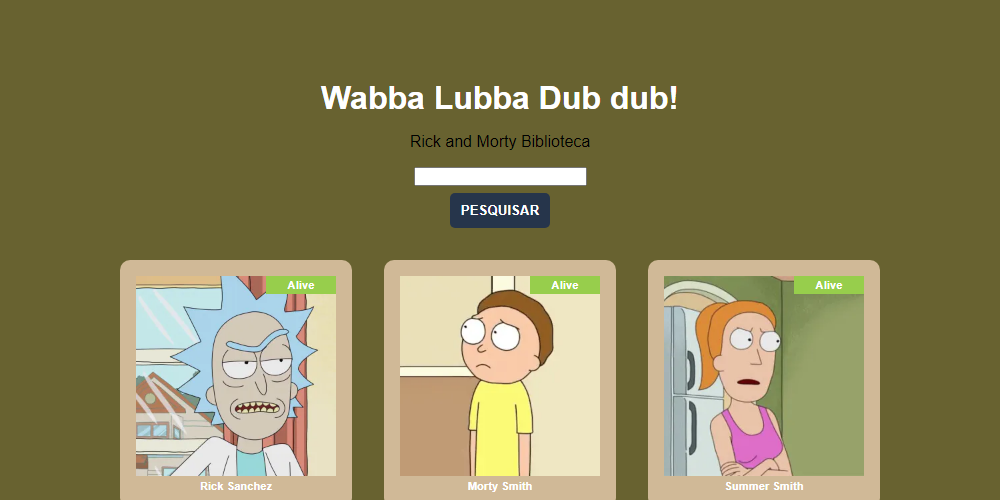 Wabba Lubba Dub dub!
Rick and Morty Biblioteca
PESQUISAR
Alive
Alive
Alive
Rick Sanchez
Morty Smith
Summer Smith